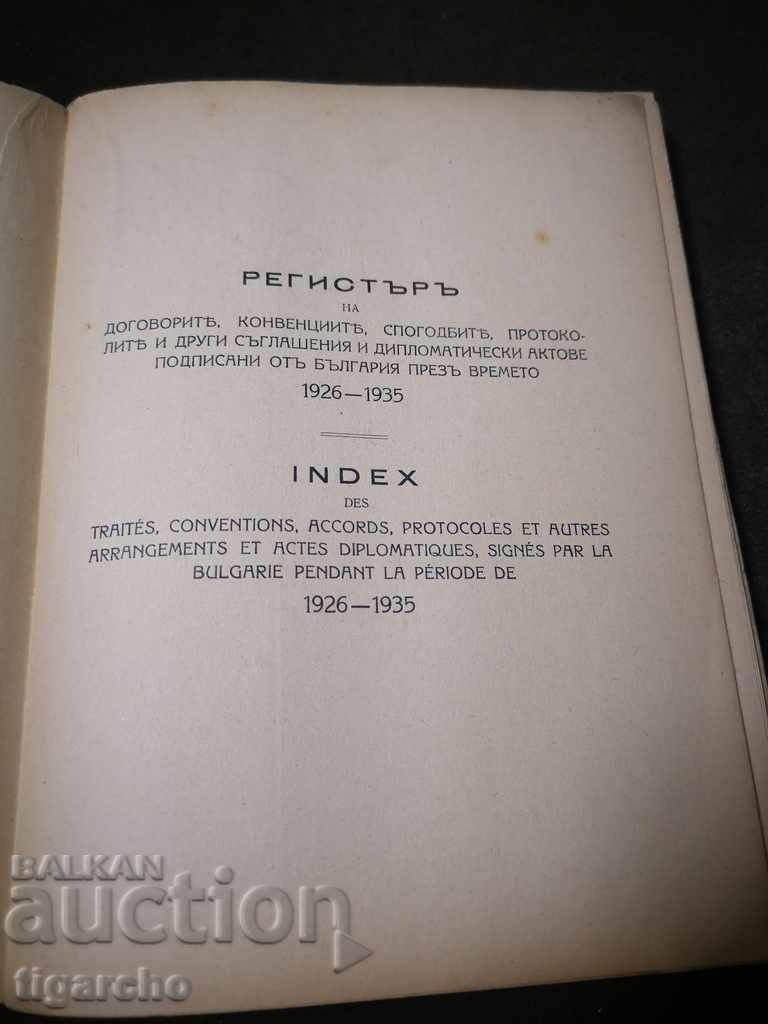 РЕГИСТЪРЪ
НА
ДОГОВОРИТѢ, КОНВЕНЦИИТѢ, СПОГОДБИТѢ, ПРОТОКО-
ЛИТѢ И ДРУГИ СЪГЛАШЕНИЯ И ДИПЛОМАТИЧЕСКИ АКТОВЕ
ПОДПИСАНИ ОТЪ БЪЛГАРИЯ ПРЕЗЪ ВРЕМЕТО
1926—1935
INDEX
DES
TRAITÉS, CONVENTIONS, ACCORDS, PROTOCOLES ET AUTRES
ARRANGEMENTS ET ACTES DIPLOMATIQUES, SIGNÉS PAR LA
BULGARIE PENDANT LA PÉRIODE DE
1926—1935
BALKAN
auction
tigarcho